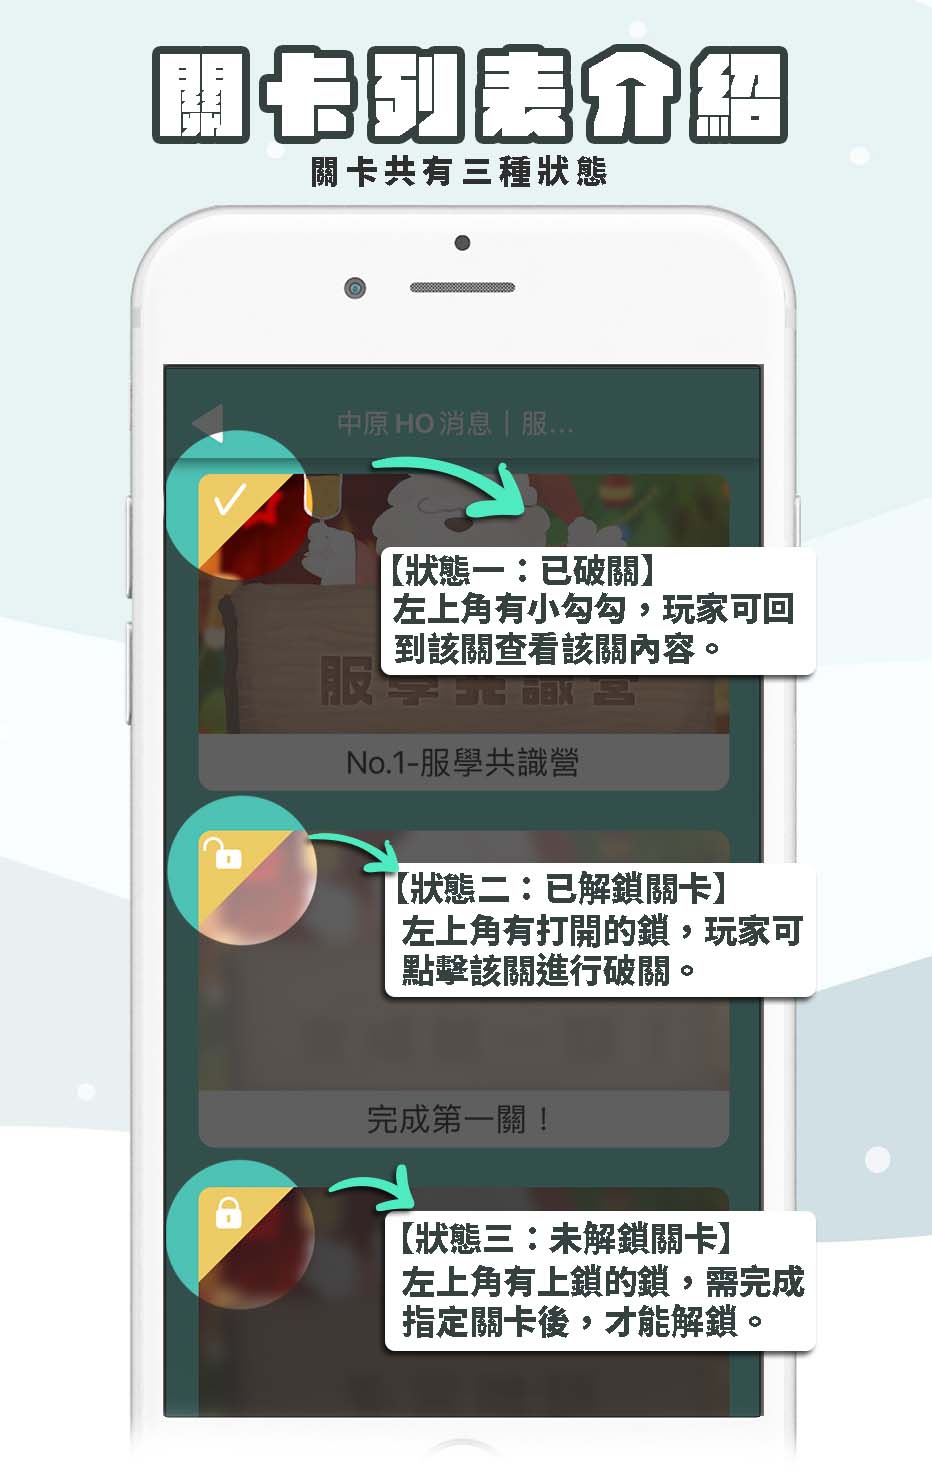 關卡列表介紹
關卡共有三種狀態
中原HO消息｜服...
【狀態一：已破關】
左上角有小勾勾，玩家可回
到該關查看該關內容。
服學共識營
No.1-服學共識營
【狀態二：已解鎖關卡】
左上角有打開的鎖，玩家可
點擊該關進行破關。
完成第一關！
【狀態三：未解鎖關卡】
左上角有上鎖的鎖，需完成
指定關卡後，才能解鎖。